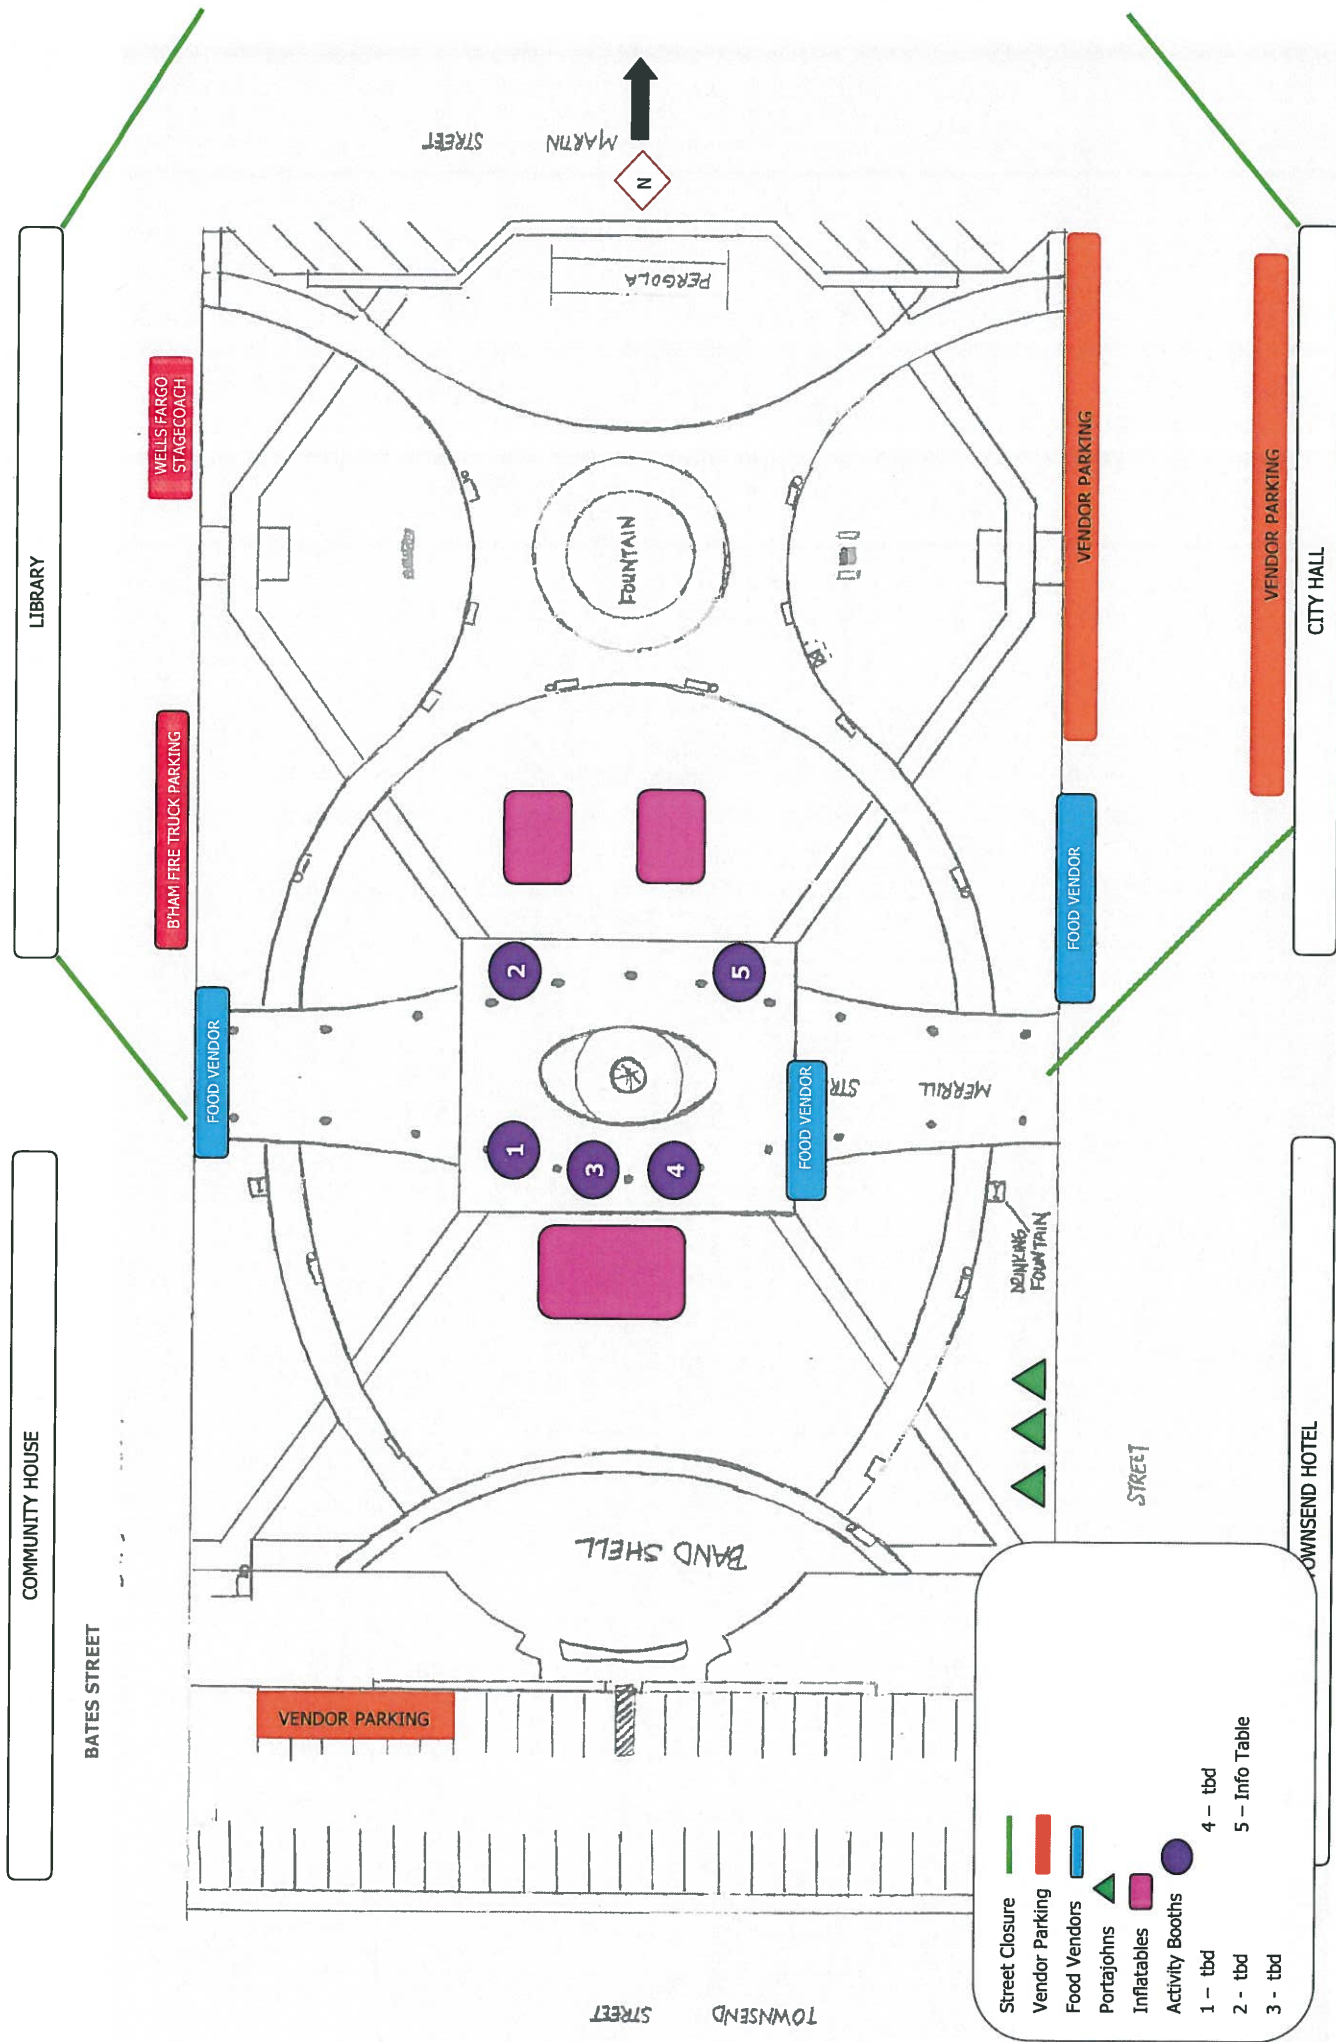 LIBRARY
COMMUNITY HOUSE
BATES STREET
WELLS FARGO
STAGECOACH
B'HAM FIRE TRUCK PARKING
FOOD VENDOR
MARTIN STREET
N
PERGOLA
FOUNTAIN
2
5
1
3
4
FOOD VENDOR
STR
MERRILL
FOOD VENDOR
VENDOR PARKING
VENDOR PARKING
CITY HALL
DRINKING
FOUNTAIN
STREET
BAND SHELL
VENDOR PARKING
TOWNSEND STREET
OWNSEND HOTEL
Street Closure
Vendor Parking
Food Vendors
Portajohns
Inflatables
Activity Booths
1 – tbd
4 – tbd
2 - tbd
5 – Info Table
3 - tbd